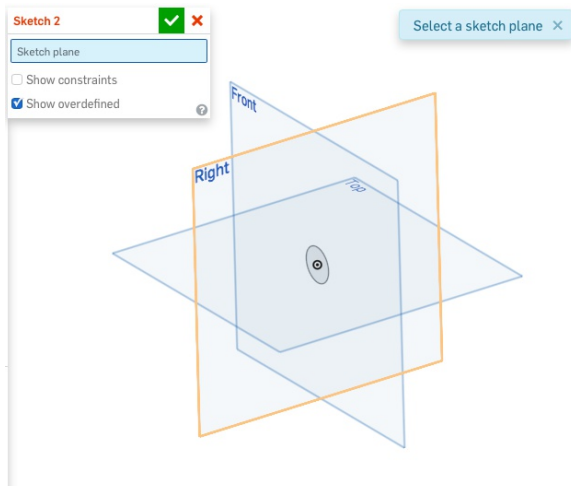 Sketch 2
Select a sketch plane
Sketch plane
Show constraints
Show overdefined
?
Front
Right
Top